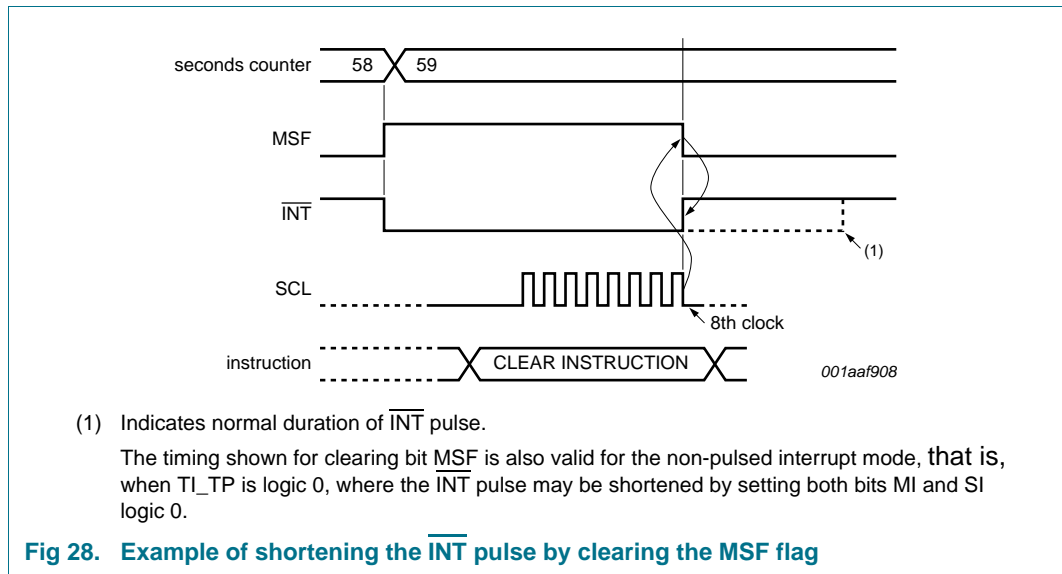 seconds counter 58 59
MSF
INT
(1)
SCL
8th clock
instruction CLEAR INSTRUCTION
001aaf908
(1) Indicates normal duration of INT pulse.
The timing shown for clearing bit MSF is also valid for the non-pulsed interrupt mode, that is,
when TI_TP is logic 0, where the INT pulse may be shortened by setting both bits MI and SI
logic 0.
Fig 28. Example of shortening the INT pulse by clearing the MSF flag